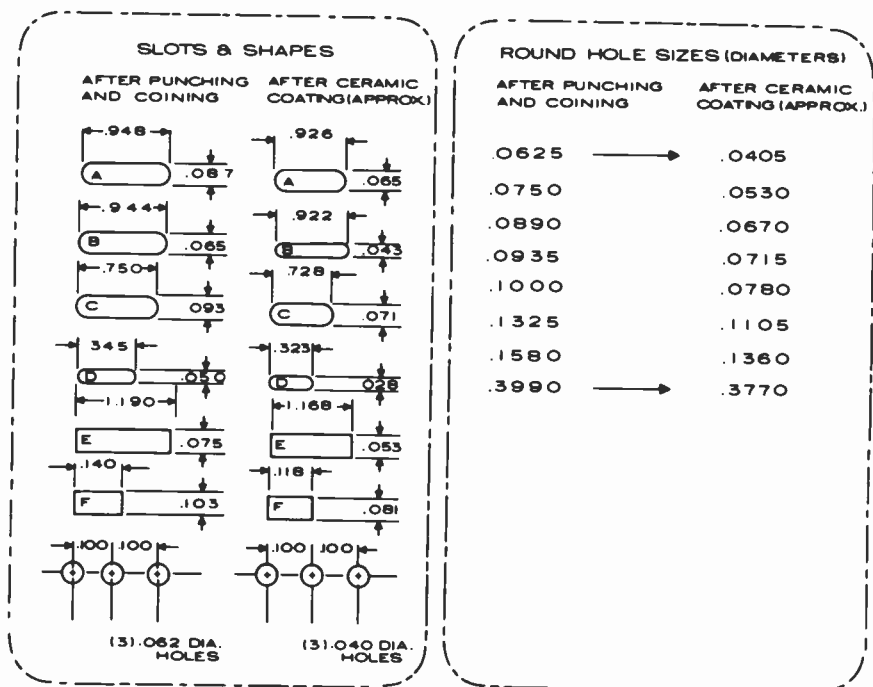 SLOTS & SHAPES
AFTER PUNCHING AFTER CERAMIC
AND COINING COATING (APPROX.)
.948 .926
A .087 A .065
.944 .922
B .065 B .043
.750 .728
C .093 C .071
.345 .323
D .050 D .028
1.190 1.168
E .075 E .053
.140 .118
F .103 F .081
.100 .100 .100 .100
(3).062 DIA. (3).040 DIA.
HOLES HOLES
ROUND HOLE SIZES (DIAMETERS)
AFTER PUNCHING AFTER CERAMIC
AND COINING COATING (APPROX.)
.0625 .0405
.0750 .0530
.0890 .0670
.0935 .0715
.1000 .0780
.1325 .1105
.1580 .1360
.3990 .3770